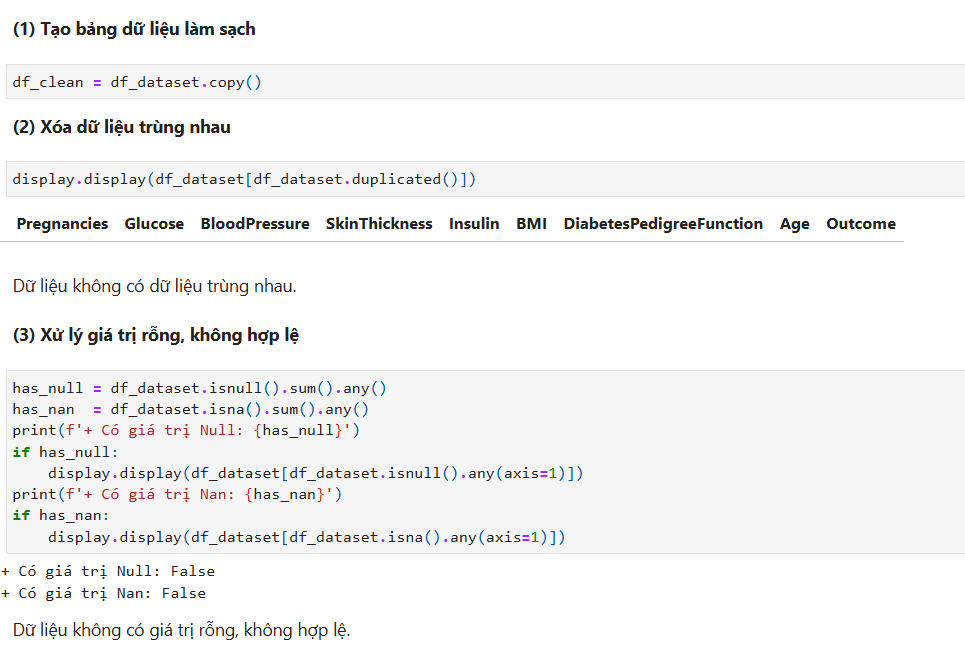 (1) Tạo bảng dữ liệu làm sạch
df_clean = df_dataset.copy()
(2) Xóa dữ liệu trùng nhau
display.display(df_dataset[df_dataset.duplicated()])
Pregnancies Glucose BloodPressure SkinThickness Insulin BMI DiabetesPedigreeFunction Age Outcome
Dữ liệu không có dữ liệu trùng nhau.
(3) Xử lý giá trị rỗng, không hợp lệ
has_null = df_dataset.isnull().sum().any()
has_nan  = df_dataset.isna().sum().any()
print(f'+ Có giá trị Null: {has_null}')
if has_null:
    display.display(df_dataset[df_dataset.isnull().any(axis=1)])
print(f'+ Có giá trị Nan: {has_nan}')
if has_nan:
    display.display(df_dataset[df_dataset.isna().any(axis=1)])
+ Có giá trị Null: False
+ Có giá trị Nan: False
Dữ liệu không có giá trị rỗng, không hợp lệ.